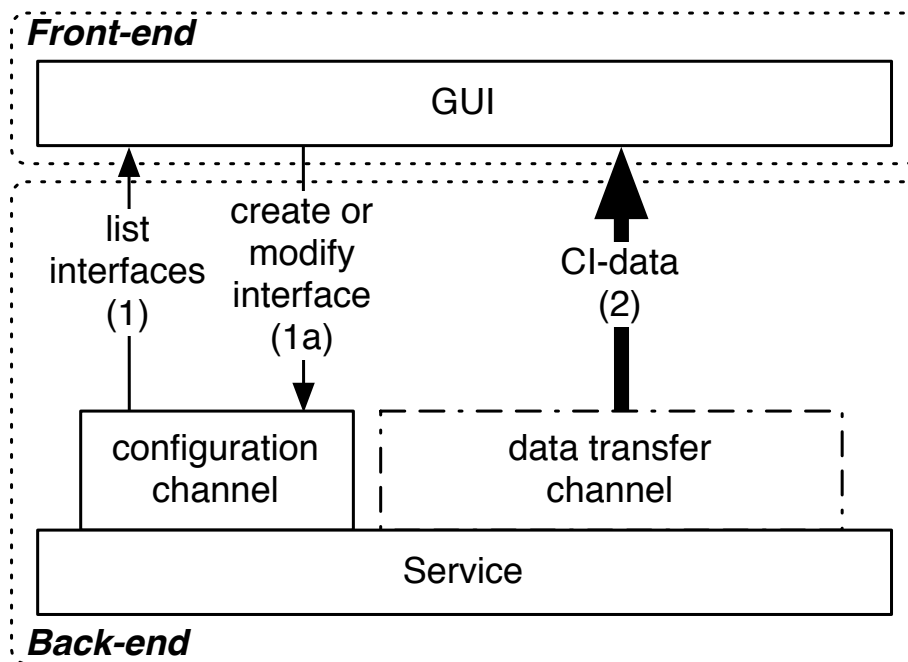 Front-end
GUI
list
interfaces
(1)
create or
modify
interface
(1a)
CI-data
(2)
configuration
channel
data transfer
channel
Service
Back-end